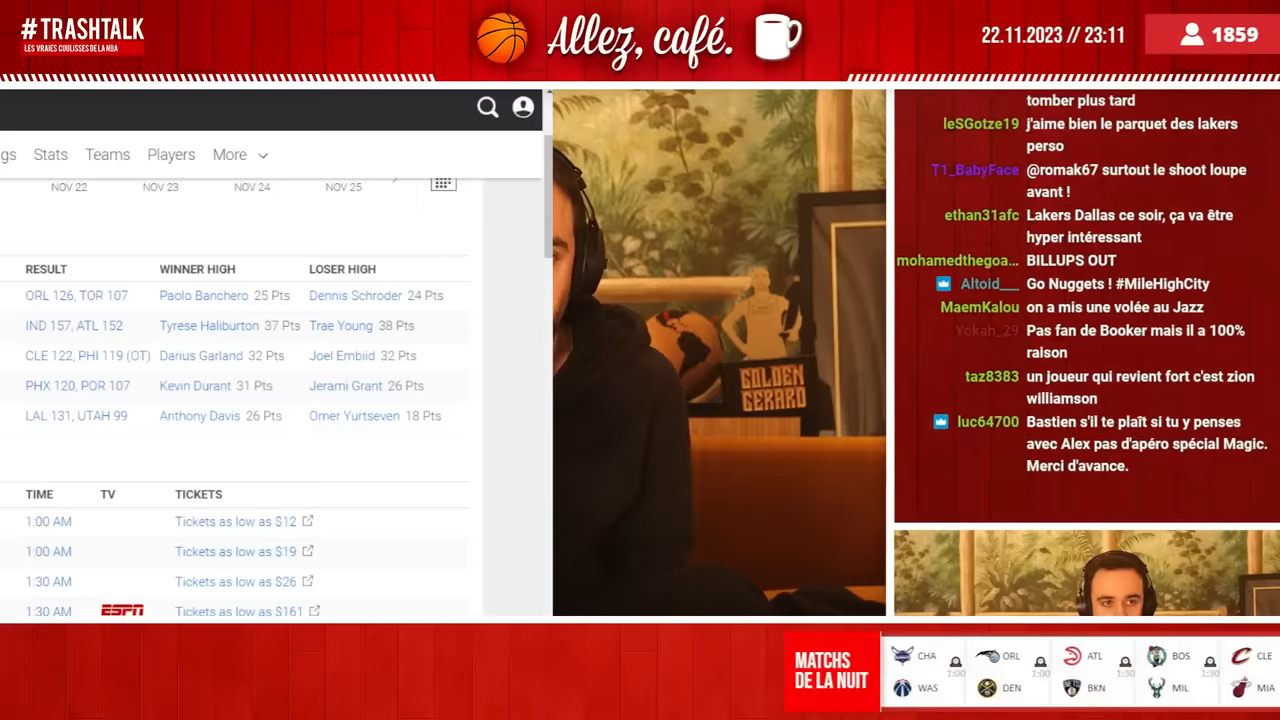 #TRASHTALK
LES VRAIES COULISSES DE LA NBA
Allez, café.
22.11.2023 // 23:11
1859
gs Stats Teams Players More
NOV 22 NOV 23 NOV 24 NOV 25
RESULT WINNER HIGH LOSER HIGH
ORL 126, TOR 107 Paolo Banchero 25 Pts Dennis Schroder 24 Pts
IND 157, ATL 152 Tyrese Haliburton 37 Pts Trae Young 38 Pts
CLE 122, PHI 119 (OT) Darius Garland 32 Pts Joel Embiid 32 Pts
PHX 120, POR 107 Kevin Durant 31 Pts Jerami Grant 26 Pts
LAL 131, UTAH 99 Anthony Davis 26 Pts Omer Yurtseven 18 Pts
TIME TV TICKETS
1:00 AM Tickets as low as $12
1:00 AM Tickets as low as $19
1:30 AM Tickets as low as $26
1:30 AM ESPN Tickets as low as $161
GOLDEN
GERARD
tomber plus tard
leSGotze19 j'aime bien le parquet des lakers
perso
T1_BabyFace @romak67 surtout le shoot loupe
avant !
ethan31afc Lakers Dallas ce soir, ça va être
hyper intéressant
mohamedthegoa... BILLUPS OUT
Altoid___ Go Nuggets ! #MileHighCity
MaemKalou on a mis une volée au Jazz
Yokah_29 Pas fan de Booker mais il a 100%
raison
taz8383 un joueur qui revient fort c'est zion
williamson
luc64700 Bastien s'il te plaît si tu y penses
avec Alex pas d'apéro spécial Magic.
Merci d'avance.
MATCHS
DE LA NUIT
CHA 1:00 ORL 1:00 ATL 1:30 BOS 1:30 CLE
WAS DEN BKN MIL MIA